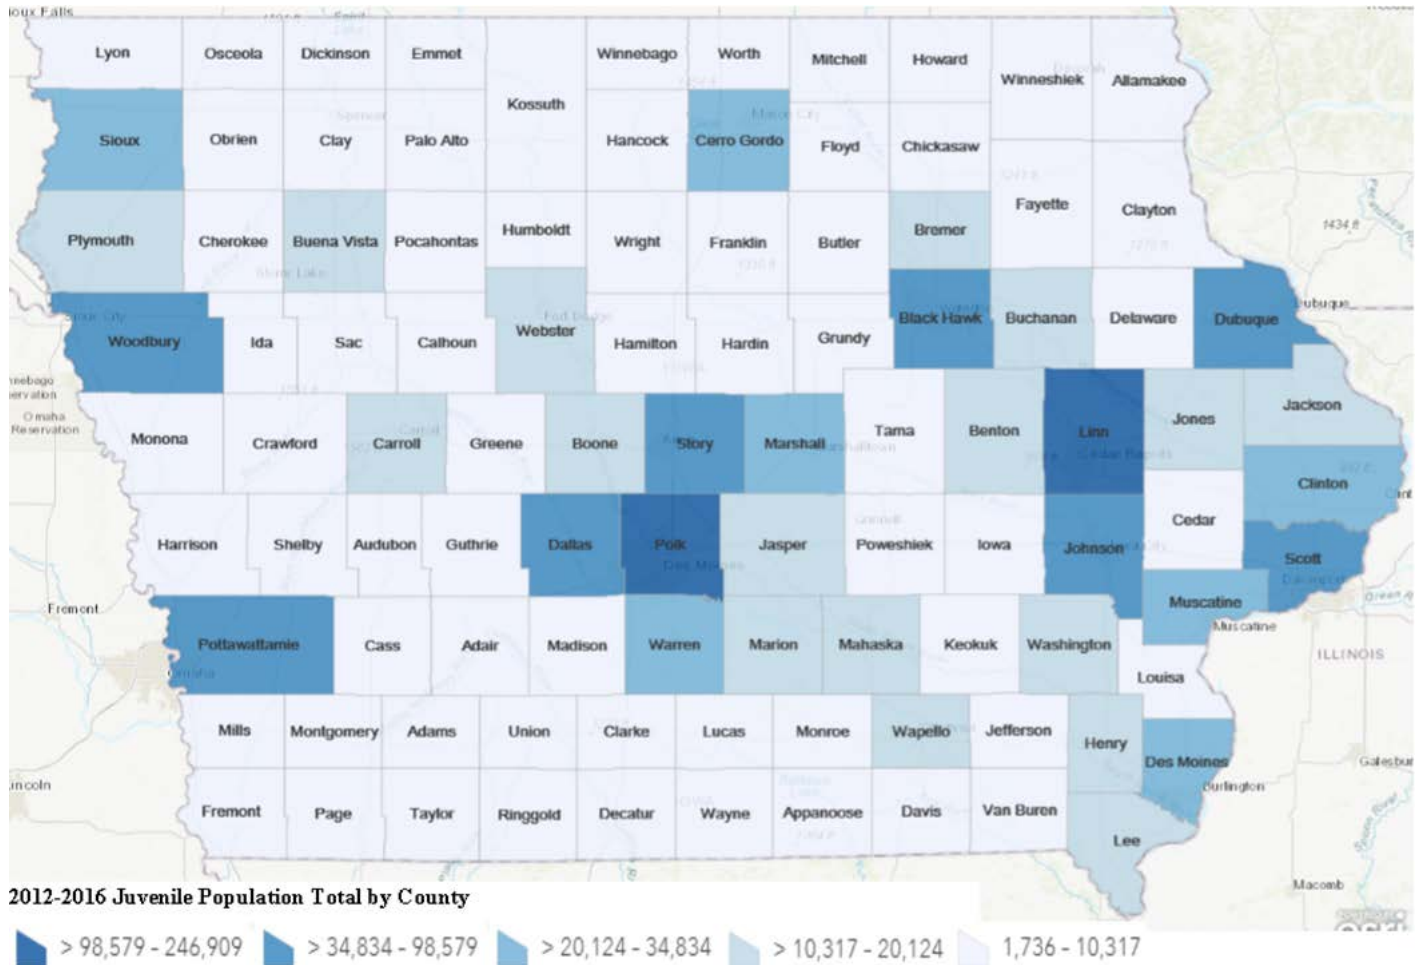 Lyon Osceola Dickinson Emmet Winnebago Worth Mitchell Howard
Winneshiek Allamakee
Kossuth
Sioux Obrien Clay Palo Alto Hancock Cerro Gordo Floyd Chickasaw
Fayette Clayton
1434 ft
Plymouth Cherokee Buena Vista Pocahontas Humboldt Wright Franklin Butler Bremer
Dubuque
Woodbury Ida Sac Calhoun Webster Hamilton Hardin Grundy Black Hawk Buchanan Delaware Dubuque
Omaha
Reservation
Monona Crawford Carroll Greene Boone Story Marshall Tama Benton Linn Jones Jackson
Clinton
Harrison Shelby Audubon Guthrie Dallas Polk Jasper Poweshiek Iowa Johnson Cedar Scott
Fremont
Muscatine
Muscatine
Pottawattamie Cass Adair Madison Warren Marion Mahaska Keokuk Washington
ILLINOIS
Louisa
Mills Montgomery Adams Union Clarke Lucas Monroe Wapello Jefferson Henry
Des Moines
Burlington
Fremont Page Taylor Ringgold Decatur Wayne Appanoose Davis Van Buren
Lee
Macomb
2012-2016 Juvenile Population Total by County
> 98,579 - 246,909 > 34,834 - 98,579 > 20,124 - 34,834 > 10,317 - 20,124 1,736 - 10,317